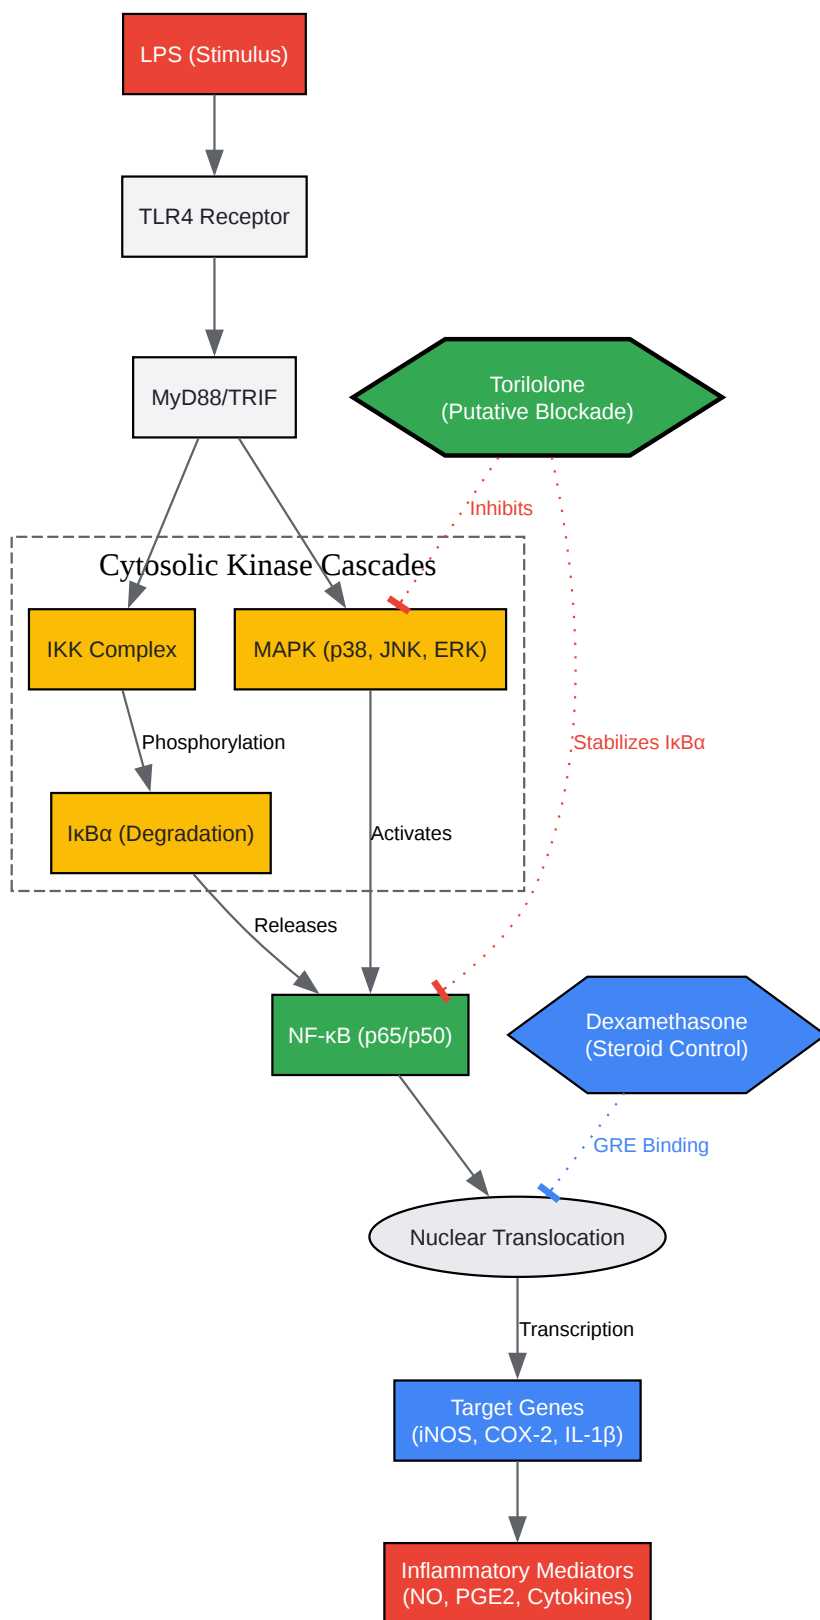 LPS (Stimulus)
TLR4 Receptor
MyD88/TRIF
Torilolone
(Putative Blockade)
Inhibits
Cytosolic Kinase Cascades
IKK Complex
MAPK (p38, JNK, ERK)
Phosphorylation
Stabilizes IκBα
IκBα (Degradation)
Activates
Releases
NF-κB (p65/p50)
Dexamethasone
(Steroid Control)
GRE Binding
Nuclear Translocation
Transcription
Target Genes
(iNOS, COX-2, IL-1β)
Inflammatory Mediators
(NO, PGE2, Cytokines)